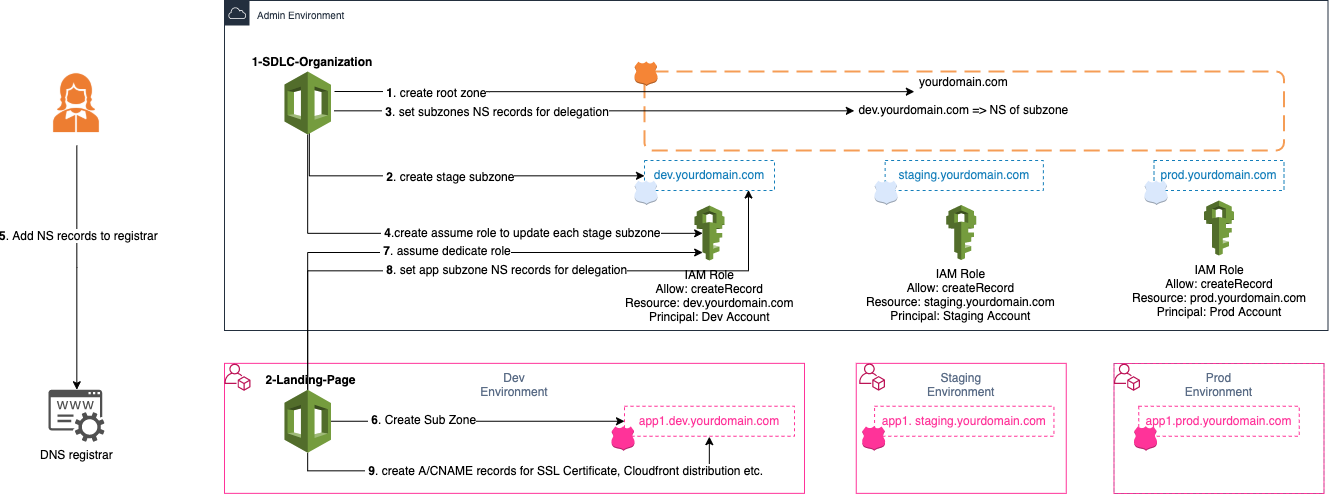 Admin Environment
1-SDLC-Organization
yourdomain.com
1. create root zone
3. set subzones NS records for delegation
dev.yourdomain.com => NS of subzone
2. create stage subzone
dev.yourdomain.com
staging.yourdomain.com
prod.yourdomain.com
5. Add NS records to registrar
4.create assume role to update each stage subzone
7. assume dedicate role
8. set app subzone NS records for delegation
IAM Role
Allow: createRecord
Resource: dev.yourdomain.com
Principal: Dev Account
IAM Role
Allow: createRecord
Resource: staging.yourdomain.com
Principal: Staging Account
IAM Role
Allow: createRecord
Resource: prod.yourdomain.com
Principal: Prod Account
2-Landing-Page
Dev
Environment
Staging
Environment
Prod
Environment
WWW
DNS registrar
6. Create Sub Zone
app1.dev.yourdomain.com
app1. staging.yourdomain.com
app1.prod.yourdomain.com
9. create A/CNAME records for SSL Certificate, Cloudfront distribution etc.